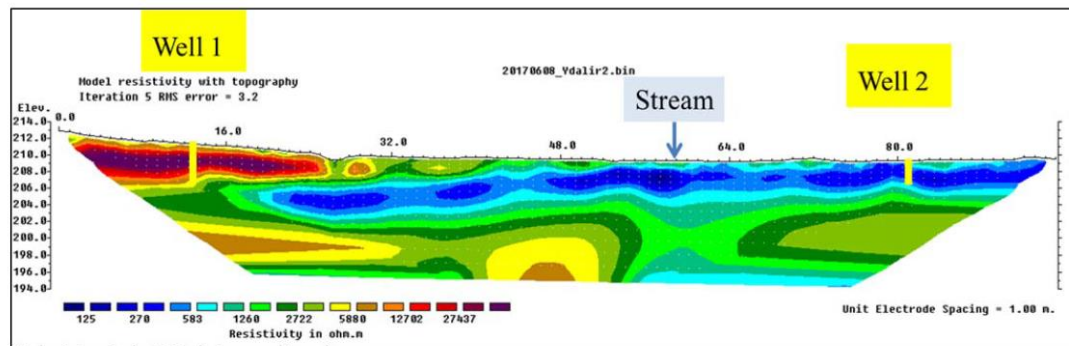 Well 1
Model resistivity with topography
Iteration 5 RMS error = 3.2
20170608_Ydalir2.bin
Stream
Well 2
Elev.
0.0
214.0
212.0
16.0
210.0
32.0
48.0
64.0
80.0
208.0
206.0
204.0
202.0
200.0
198.0
196.0
194.0
125 270 583 1260 2722 5880 12702 27437
Resistivity in ohm.m
Unit Electrode Spacing = 1.00 m.